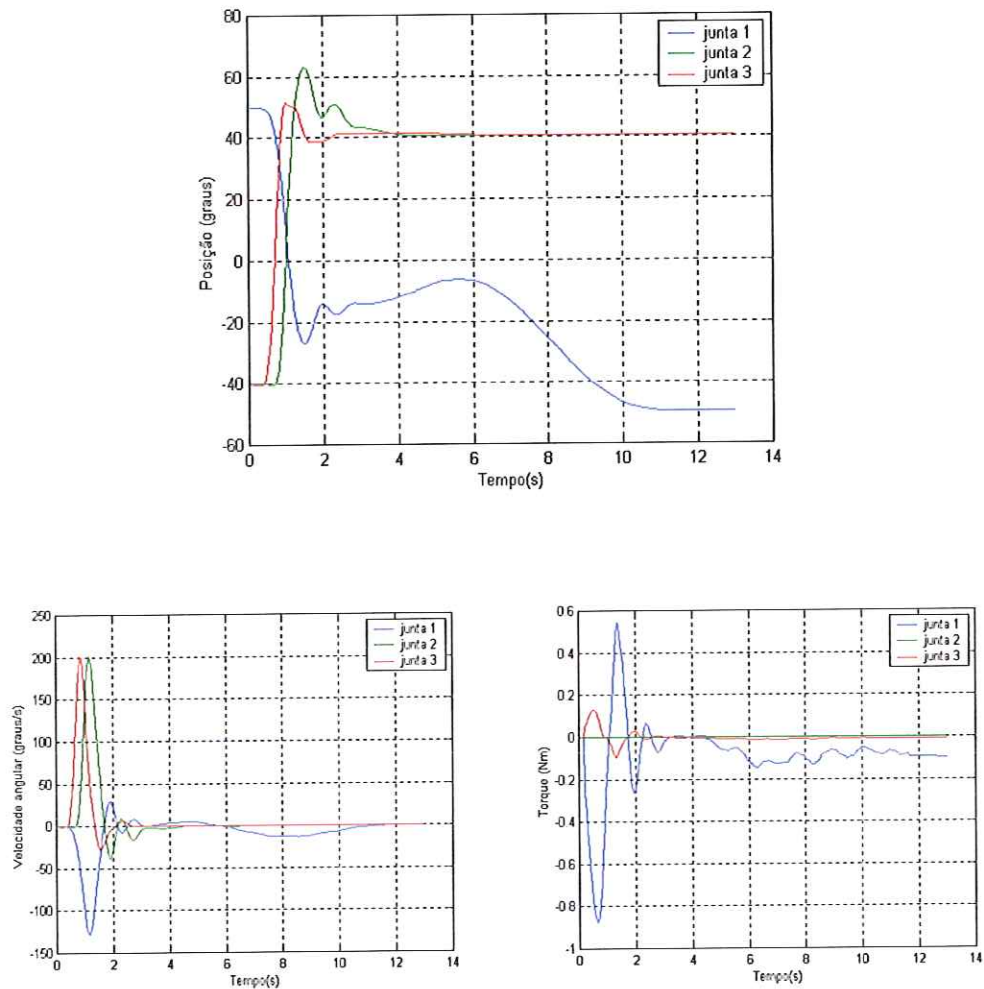 80
60
40
20
0
-20
-40
-60
Posição (graus)
junta 1
junta 2
junta 3
0 2 4 6 8 10 12 14
Tempo(s)
250
200
150
100
50
0
-50
-100
-150
Velocidade angular (graus/s)
junta 1
junta 2
junta 3
0 2 4 6 8 10 12 14
Tempo(s)
0.6
0.4
0.2
0
-0.2
-0.4
-0.6
-0.8
-1
Torque (Nm)
junta 1
junta 2
junta 3
0 2 4 6 8 10 12 14
Tempo(s)